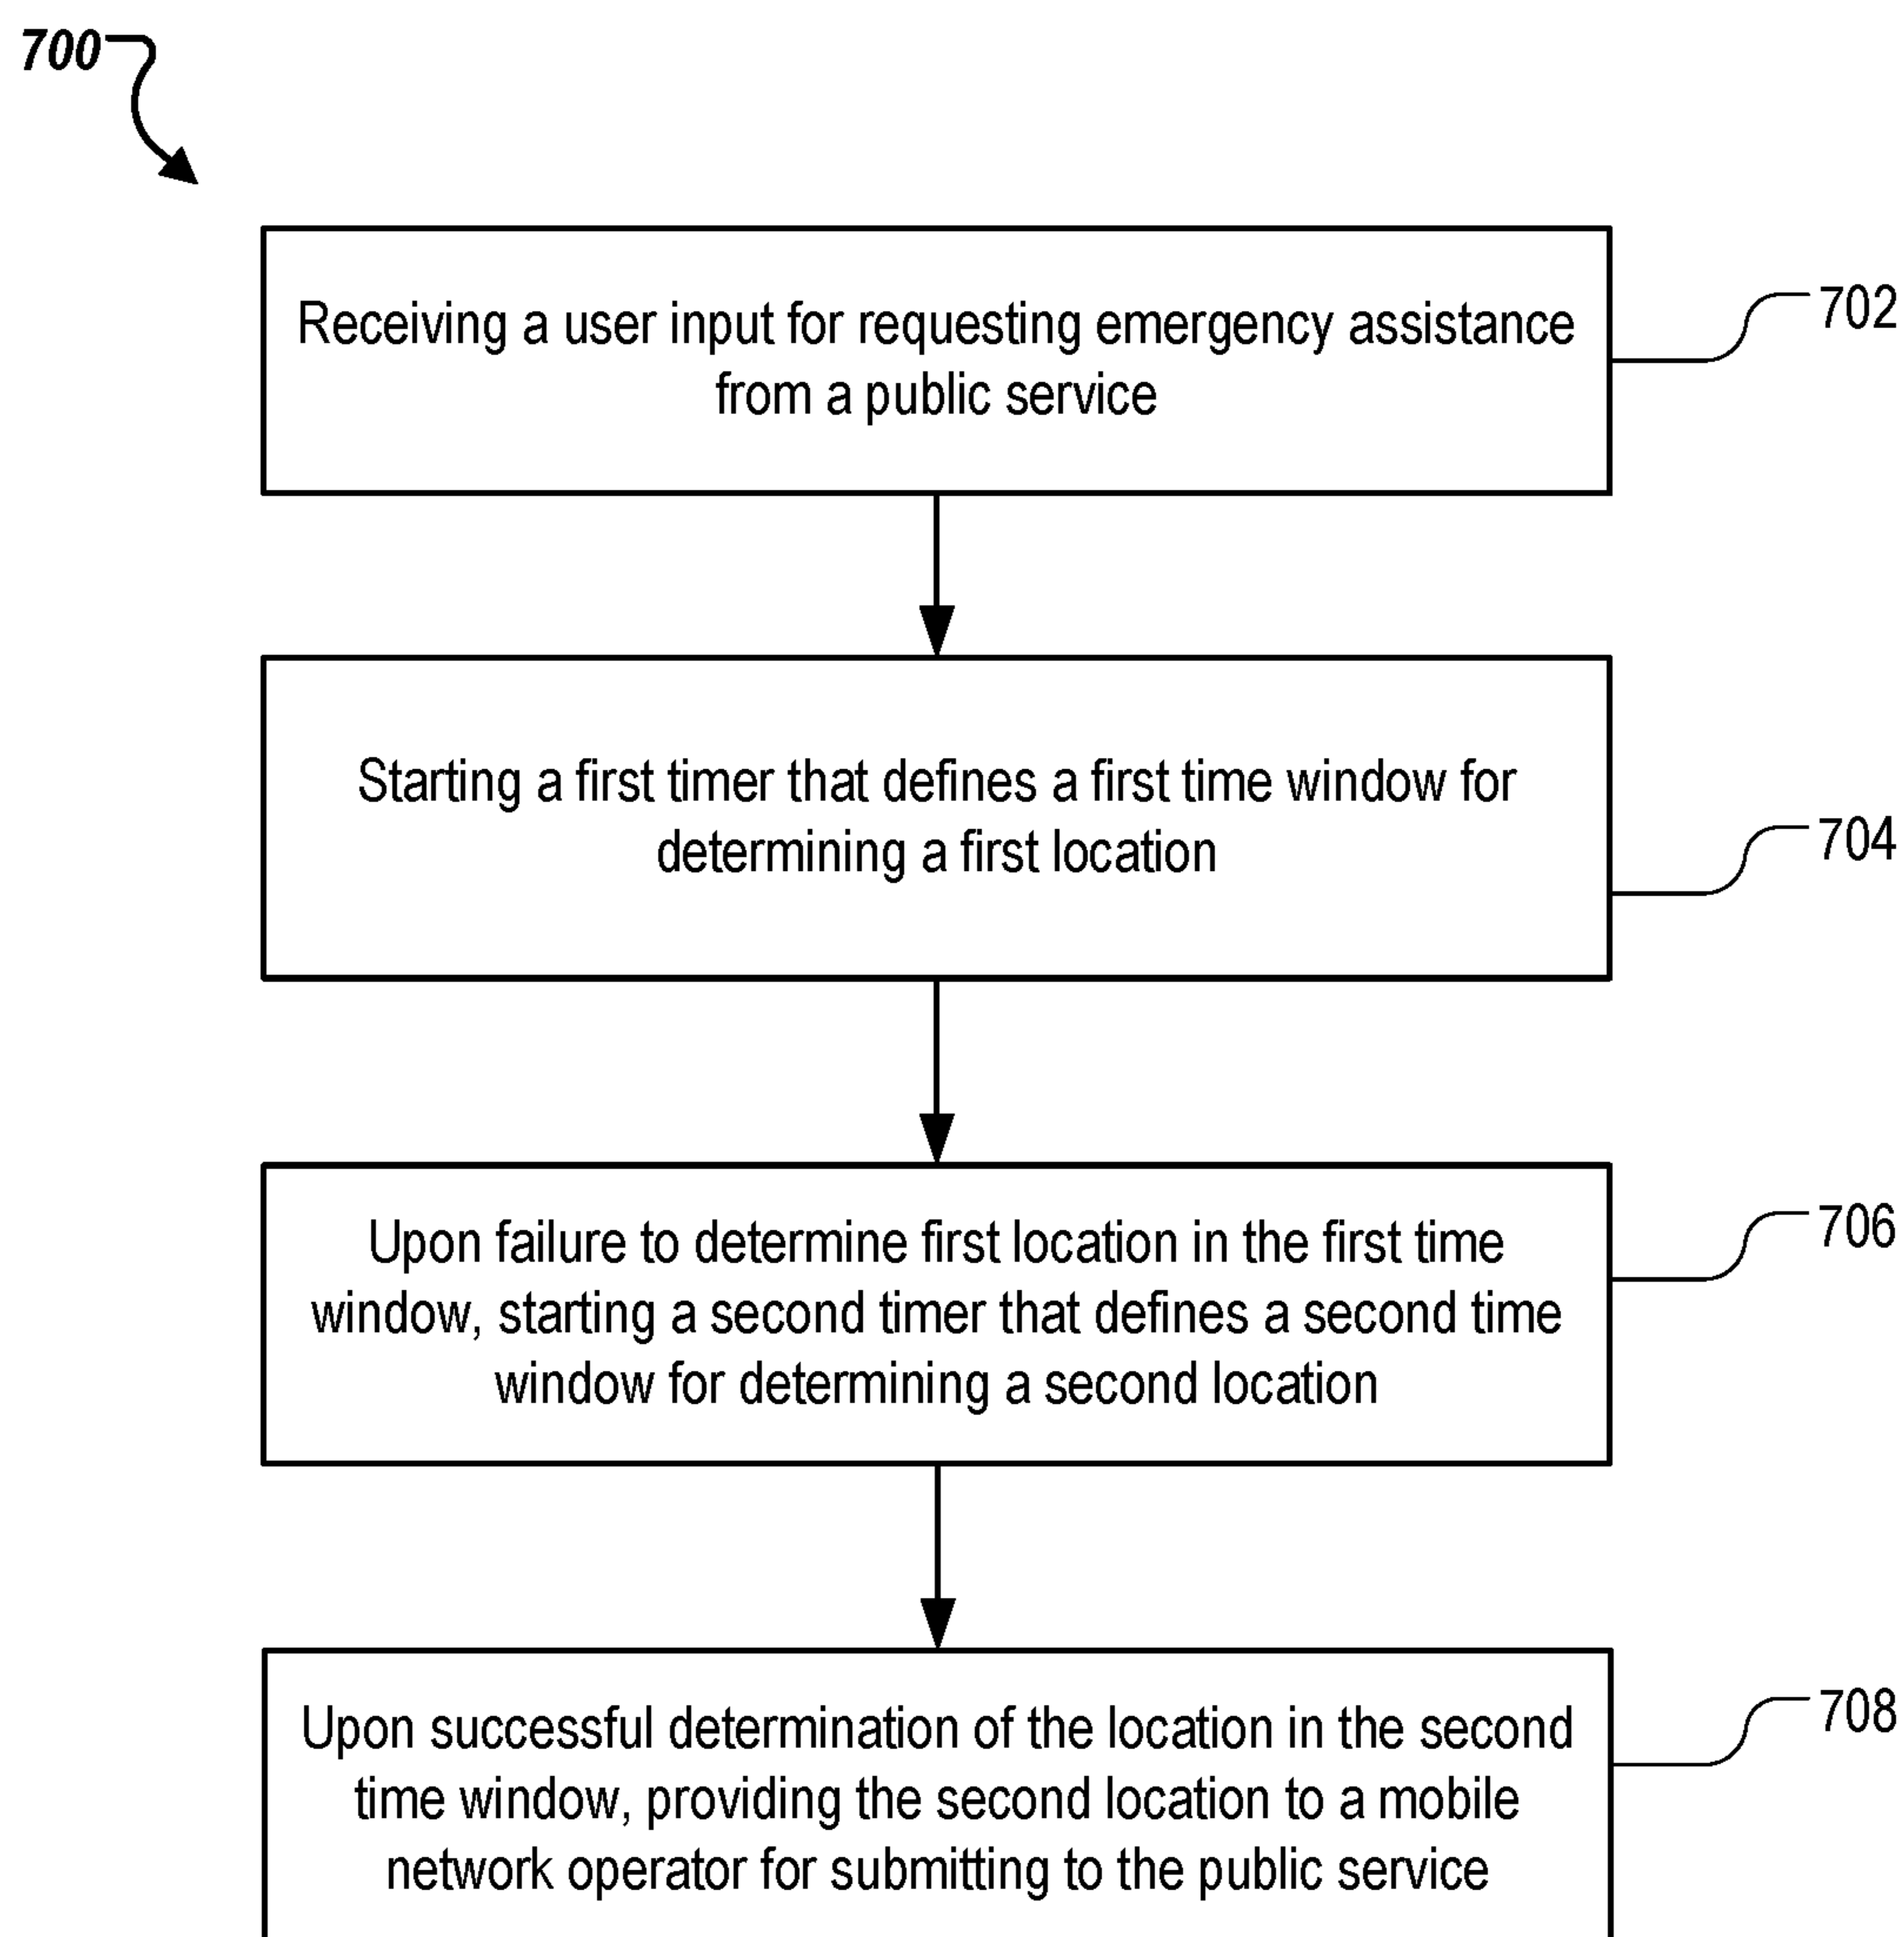 700
Receiving a user input for requesting emergency assistance
from a public service
702
Starting a first timer that defines a first time window for
determining a first location
704
Upon failure to determine first location in the first time
window, starting a second timer that defines a second time
window for determining a second location
706
Upon successful determination of the location in the second
time window, providing the second location to a mobile
network operator for submitting to the public service
708